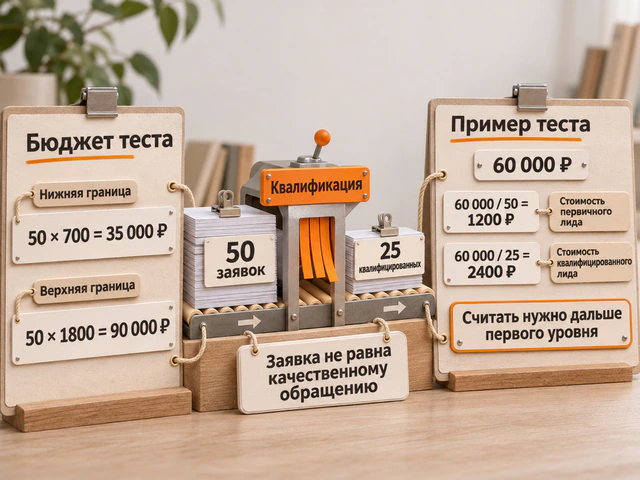 Бюджет теста
Нижняя граница
50 × 700 = 35 000 ₽
Верхняя граница
50 × 1800 = 90 000 ₽
Квалификация
50
заявок
25
квалифицированных
Заявка не равна
качественному
обращению
Пример теста
60 000 ₽
60 000 / 50 =
1200 ₽
Стоимость
первичного
лида
60 000 / 25 =
2400 ₽
Стоимость
квалифицированного
лида
Считать нужно дальше
первого уровня